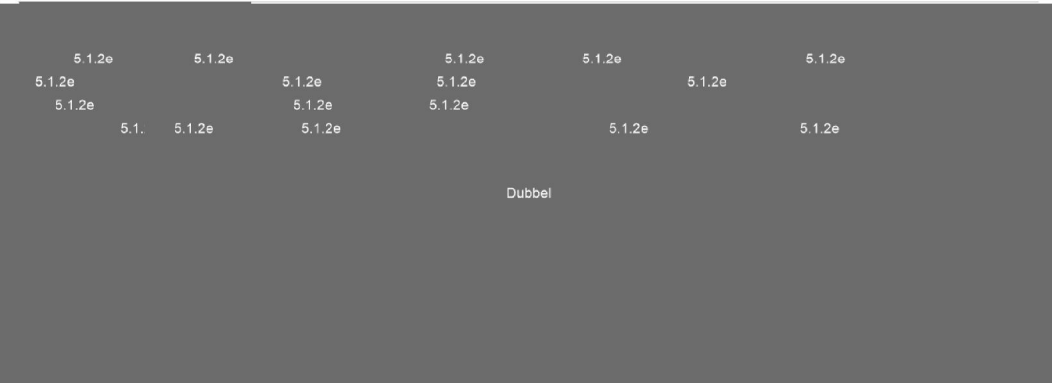 5.1.2e 5.1.2e 5.1.2e 5.1.2e 5.1.2e
5.1.2e 5.1.2e 5.1.2e 5.1.2e
5.1.2e 5.1.2e 5.1.2e
5.1. 5.1.2e 5.1.2e 5.1.2e 5.1.2e
Dubbel